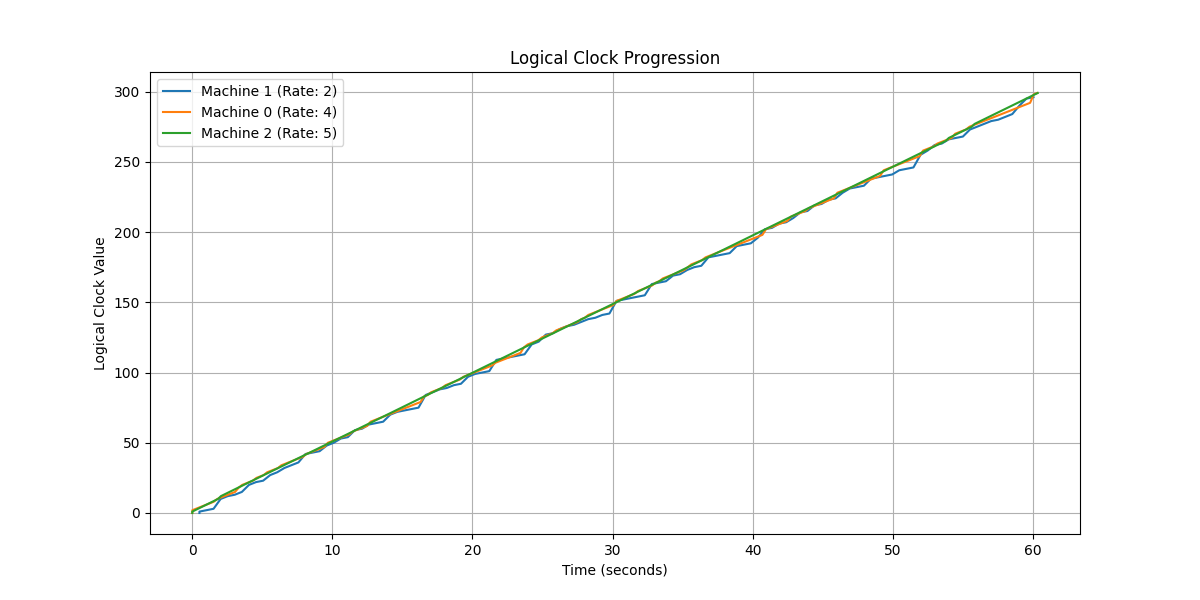 Logical Clock Progression
Machine 1 (Rate: 2)
Machine 0 (Rate: 4)
Machine 2 (Rate: 5)
300
250
200
150
100
50
0
Logical Clock Value
0 10 20 30 40 50 60
Time (seconds)